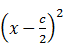 (x − c/2)²